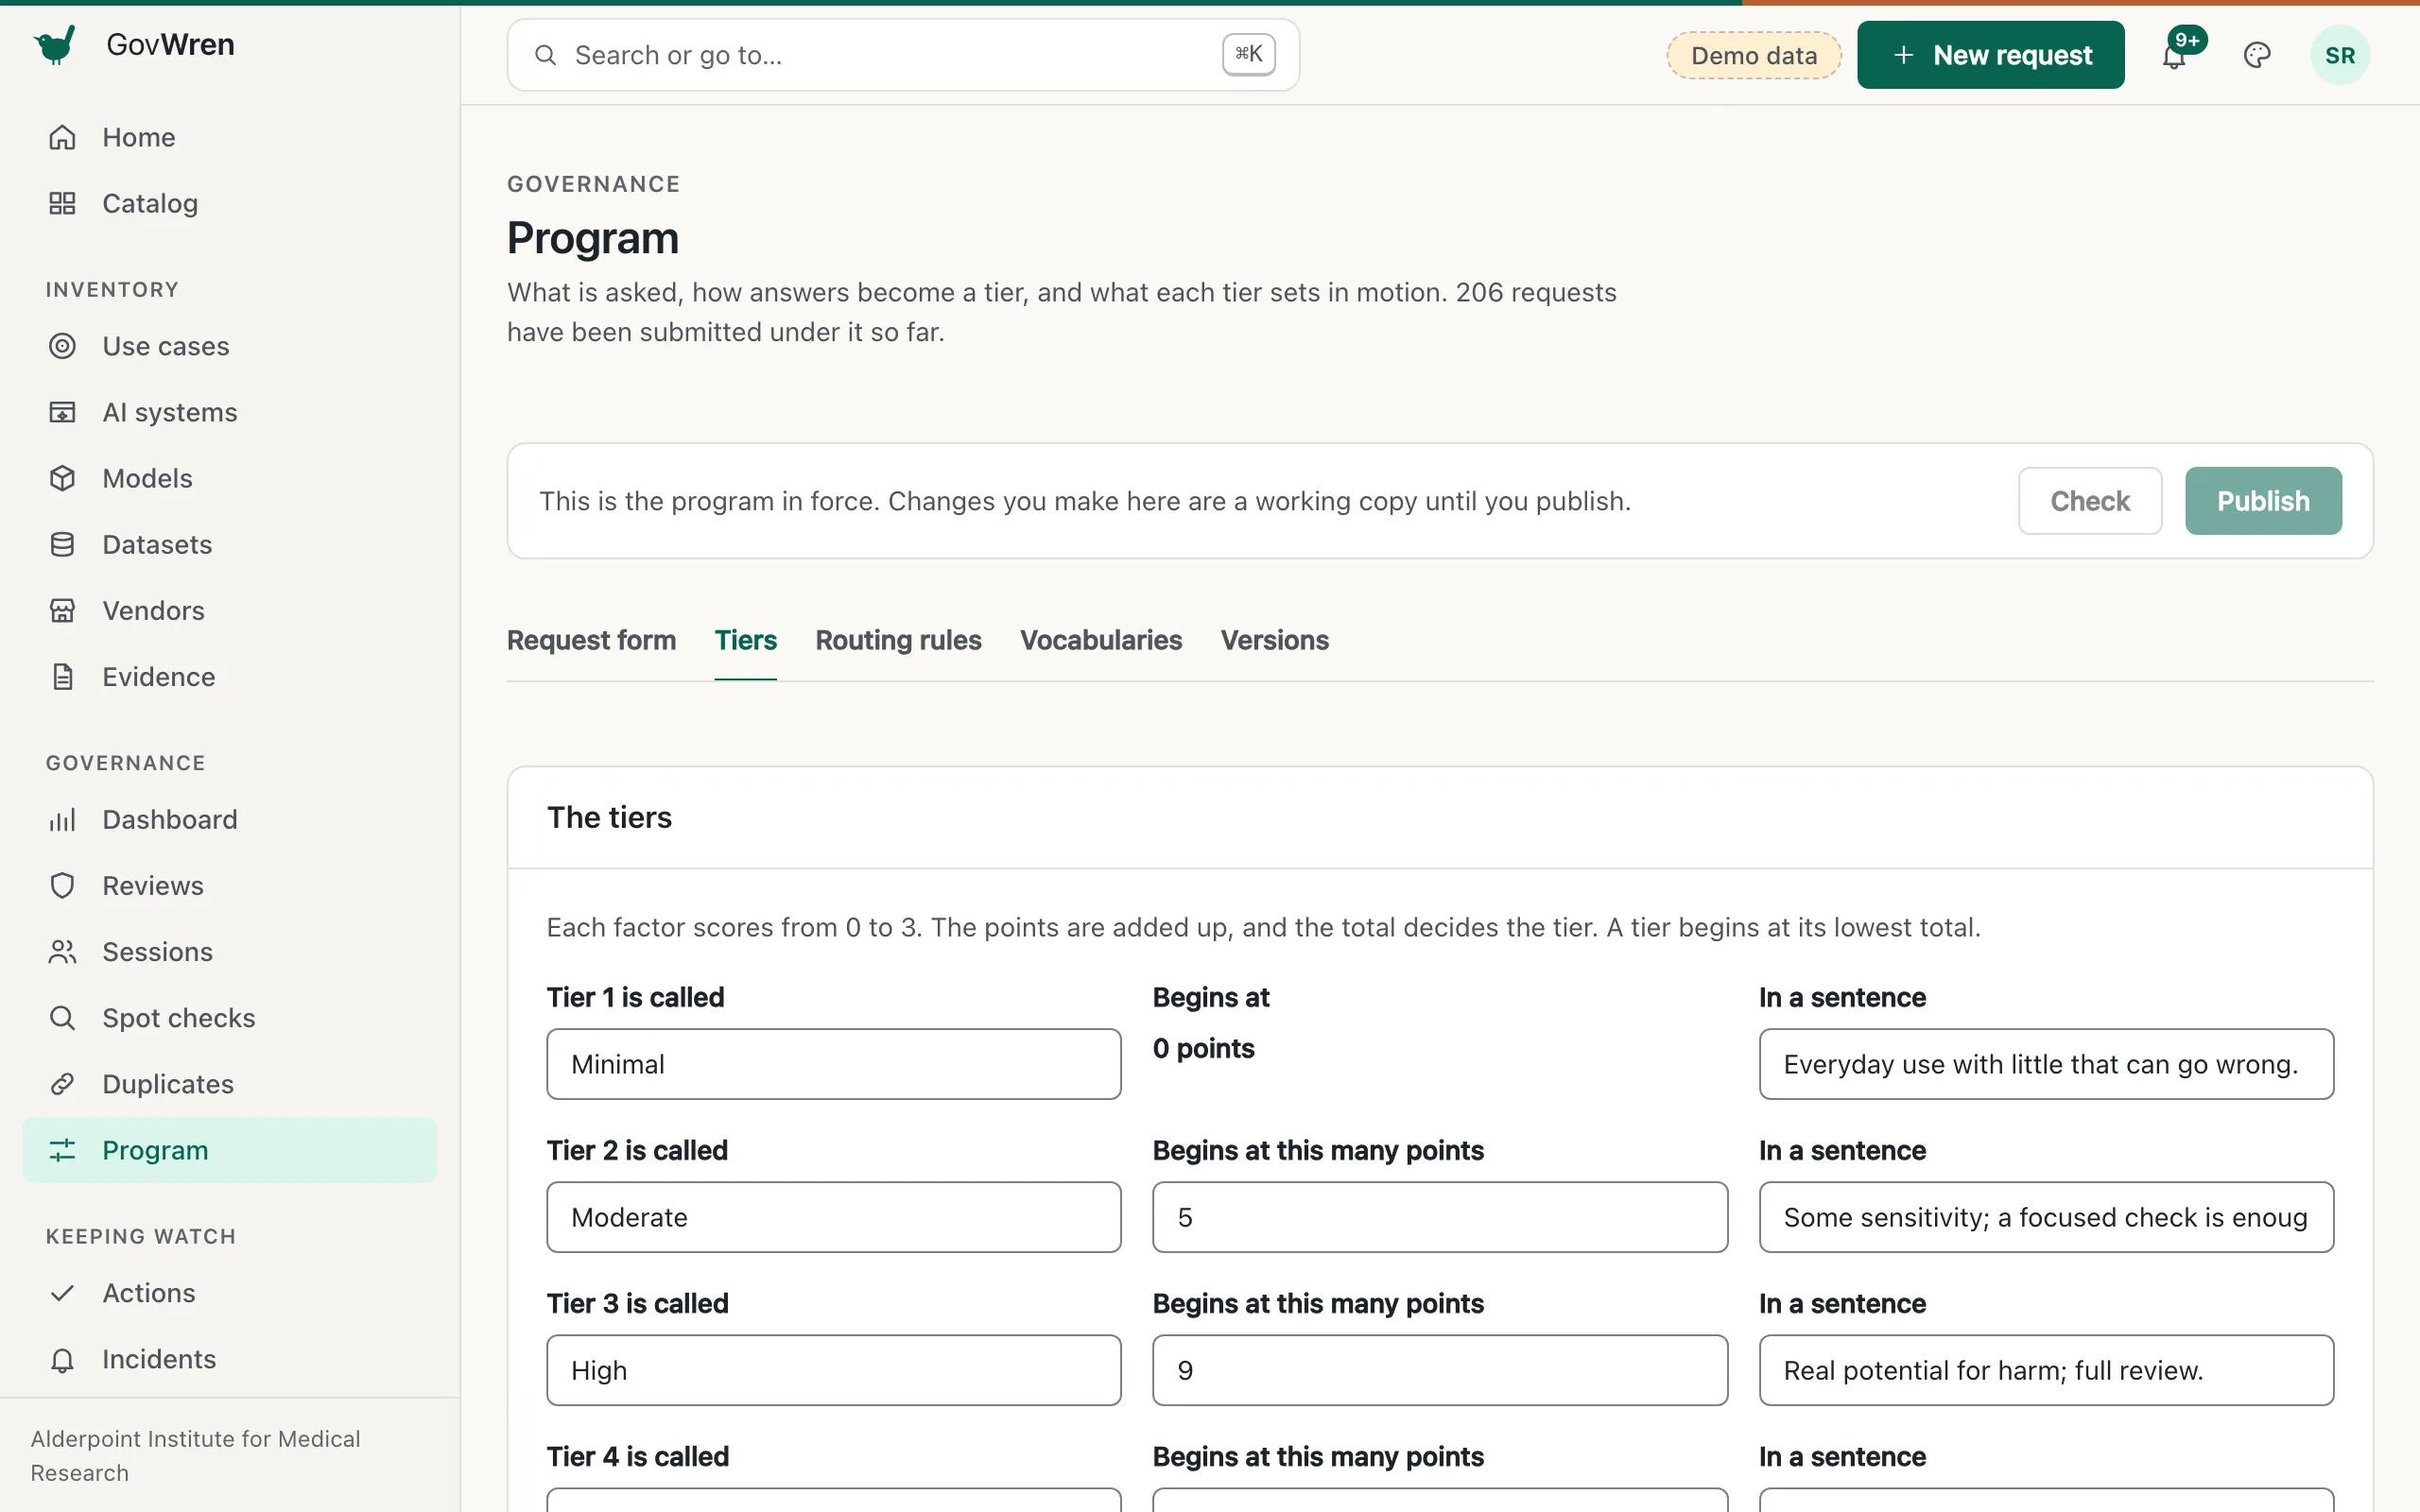 GovWren
Search or go to...
⌘K
Demo data
New request
9+
SR
Home
Catalog
INVENTORY
Use cases
AI systems
Models
Datasets
Vendors
Evidence
GOVERNANCE
Dashboard
Reviews
Sessions
Spot checks
Duplicates
Program
KEEPING WATCH
Actions
Incidents
Alderpoint Institute for Medical
Research
GOVERNANCE
Program
What is asked, how answers become a tier, and what each tier sets in motion. 206 requests
have been submitted under it so far.
This is the program in force. Changes you make here are a working copy until you publish.
Check
Publish
Request form
Tiers
Routing rules
Vocabularies
Versions
The tiers
Each factor scores from 0 to 3. The points are added up, and the total decides the tier. A tier begins at its lowest total.
Tier 1 is called
Begins at
In a sentence
Minimal
0 points
Everyday use with little that can go wrong.
Tier 2 is called
Begins at this many points
In a sentence
Moderate
5
Some sensitivity; a focused check is enoug
Tier 3 is called
Begins at this many points
In a sentence
High
9
Real potential for harm; full review.
Tier 4 is called
Begins at this many points
In a sentence